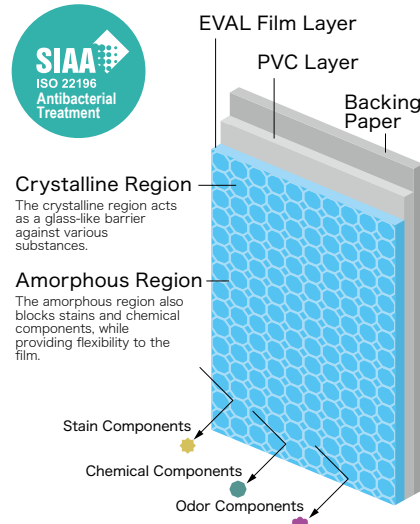 EVAL Film Layer
SIAA
ISO 22196
Antibacterial
Treatment
PVC Layer
Backing
Paper
Crystalline Region
The crystalline region acts
as a glass-like barrier
against various
substances.
Amorphous Region
The amorphous region also
blocks stains and chemical
components, while
providing flexibility to the
film.
Stain Components
Chemical Components
Odor Components